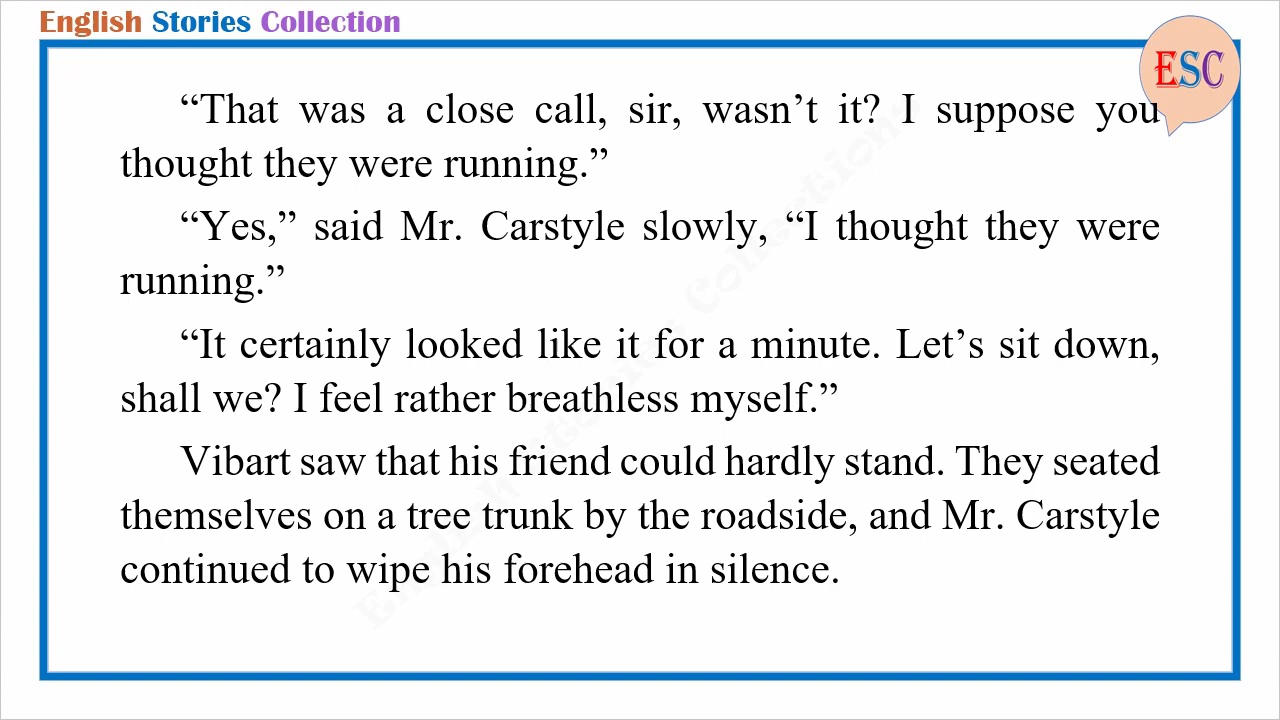 English Stories Collection
ESC
“That was a close call, sir, wasn’t it? I suppose you
thought they were running.”
“Yes,” said Mr. Carstyle slowly, “I thought they were
running.”
“It certainly looked like it for a minute. Let’s sit down,
shall we? I feel rather breathless myself.”
Vibart saw that his friend could hardly stand. They seated
themselves on a tree trunk by the roadside, and Mr. Carstyle
continued to wipe his forehead in silence.
English Stories Collection